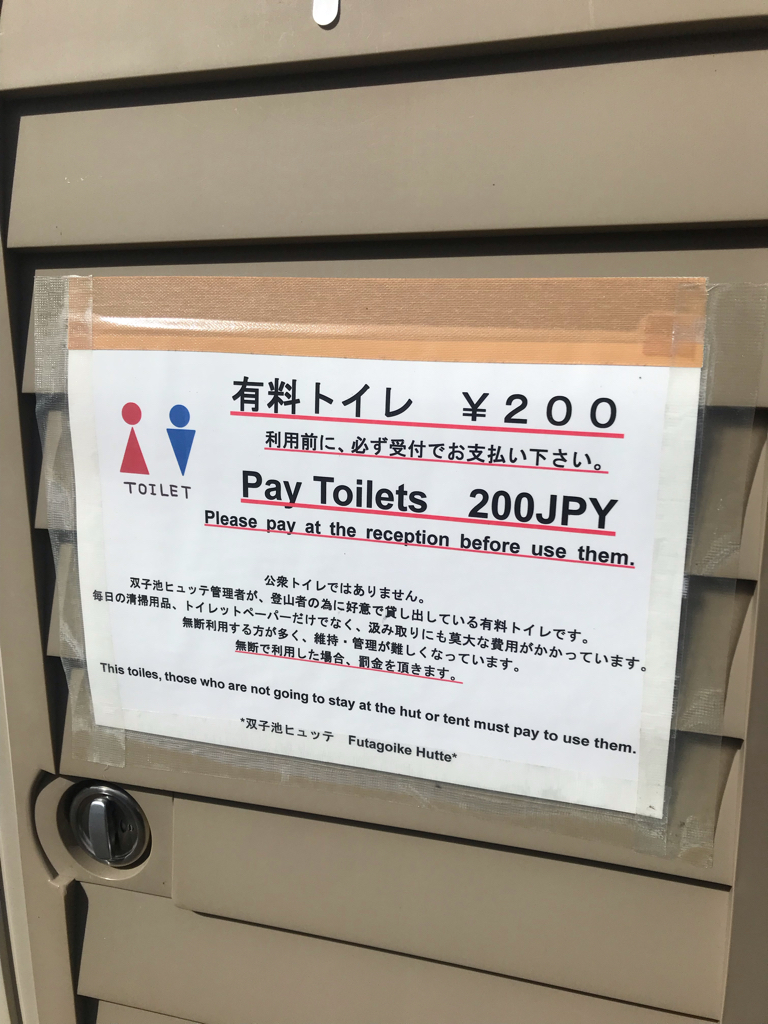 有料トイレ ￥２００
利用前に、必ず受付でお支払い下さい。
TOILET
Pay Toilets 200JPY
Please pay at the reception before use them.
公衆トイレではありません。
双子池ヒュッテ管理者が、登山者の為に好意で貸し出している有料トイレです。
毎日の清掃用品、トイレットペーパーだけでなく、汲み取りにも莫大な費用がかかっています。
無断利用する方が多く、維持・管理が難しくなっています。
無断で利用した場合、罰金を頂きます。
This toiles, those who are not going to stay at the hut or tent must pay to use them.
*双子池ヒュッテ Futagoike Hutte*